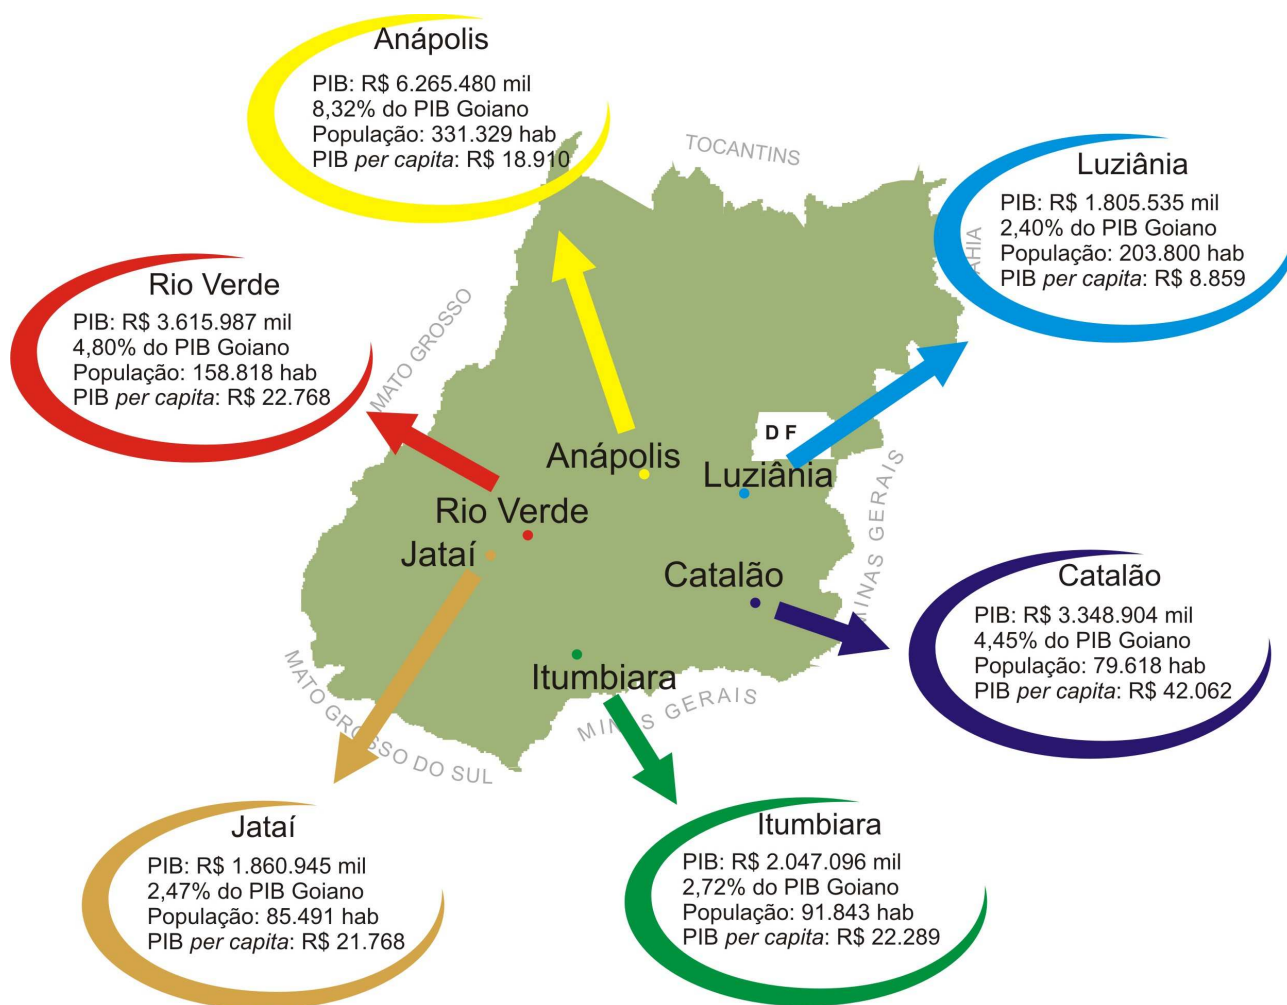 Anápolis
PIB: R$ 6.265.480 mil
8,32% do PIB Goiano
População: 331.329 hab
PIB per capita: R$ 18.910
TOCANTINS
Luziânia
PIB: R$ 1.805.535 mil
2,40% do PIB Goiano
População: 203.800 hab
PIB per capita: R$ 8.859
AHIA
Rio Verde
PIB: R$ 3.615.987 mil
4,80% do PIB Goiano
População: 158.818 hab
PIB per capita: R$ 22.768
MATO GROSSO
D F
Anápolis
Luziânia
Rio Verde
Jataí
Catalão
Itumbiara
MINAS GERAIS
MINAS GERAIS
MATO GROSSO DO SUL
Catalão
PIB: R$ 3.348.904 mil
4,45% do PIB Goiano
População: 79.618 hab
PIB per capita: R$ 42.062
Jataí
PIB: R$ 1.860.945 mil
2,47% do PIB Goiano
População: 85.491 hab
PIB per capita: R$ 21.768
Itumbiara
PIB: R$ 2.047.096 mil
2,72% do PIB Goiano
População: 91.843 hab
PIB per capita: R$ 22.289